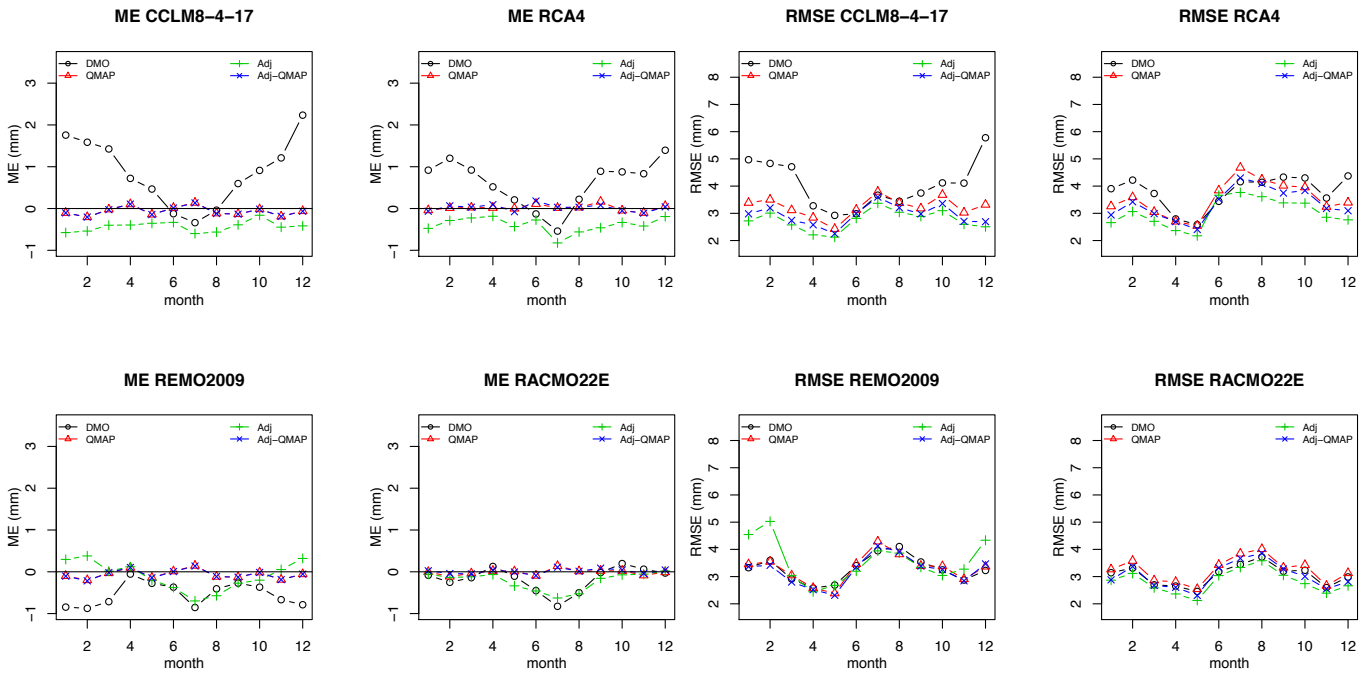 ME CCLM8−4−17
ME (mm)
−1 0 1 2 3
DMO
QMAP
Adj
Adj−QMAP
2 4 6 8 10 12
month
ME RCA4
ME (mm)
−1 0 1 2 3
DMO
QMAP
Adj
Adj−QMAP
2 4 6 8 10 12
month
RMSE CCLM8−4−17
RMSE (mm)
2 3 4 5 6 7 8
DMO
QMAP
Adj
Adj−QMAP
2 4 6 8 10 12
month
RMSE RCA4
RMSE (mm)
2 3 4 5 6 7 8
DMO
QMAP
Adj
Adj−QMAP
2 4 6 8 10 12
month
ME REMO2009
ME (mm)
−1 0 1 2 3
DMO
QMAP
Adj
Adj−QMAP
2 4 6 8 10 12
month
ME RACMO22E
ME (mm)
−1 0 1 2 3
DMO
QMAP
Adj
Adj−QMAP
2 4 6 8 10 12
month
RMSE REMO2009
RMSE (mm)
2 3 4 5 6 7 8
DMO
QMAP
Adj
Adj−QMAP
2 4 6 8 10 12
month
RMSE RACMO22E
RMSE (mm)
2 3 4 5 6 7 8
DMO
QMAP
Adj
Adj−QMAP
2 4 6 8 10 12
month